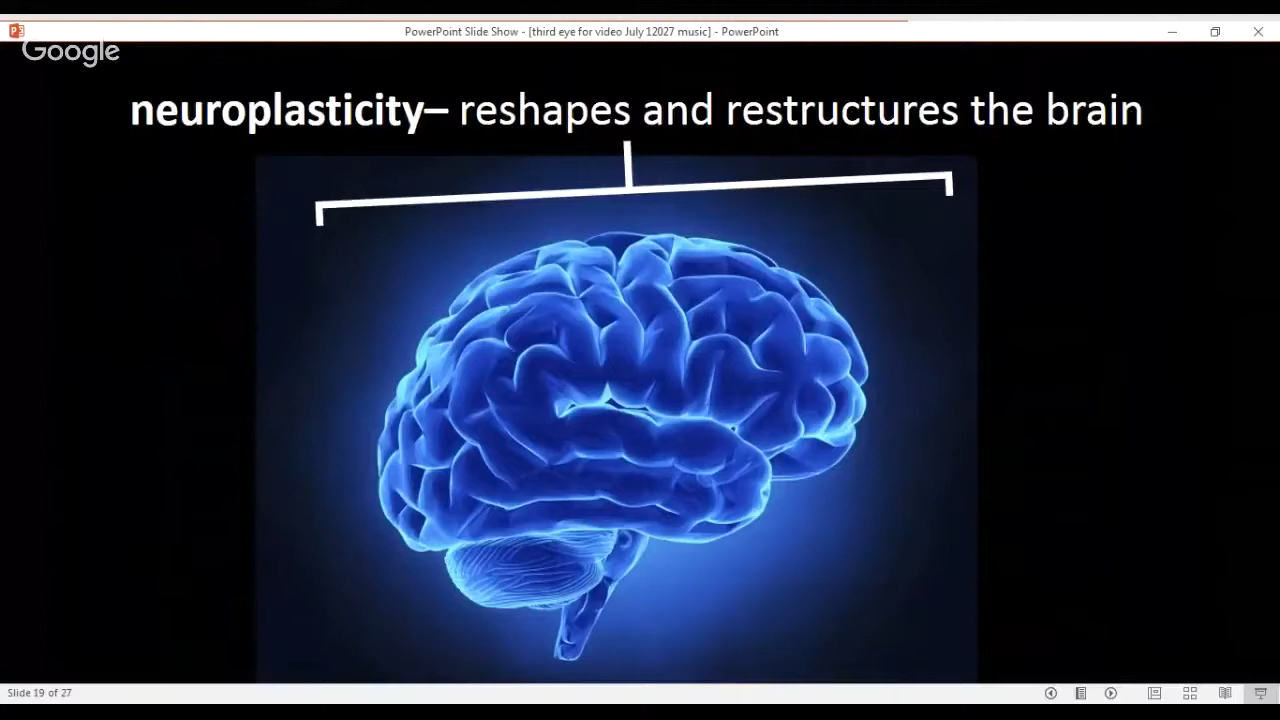 PowerPoint Slide Show - [third eye for video July 12027 music] - PowerPoint
Google
neuroplasticity– reshapes and restructures the brain
Slide 19 of 27